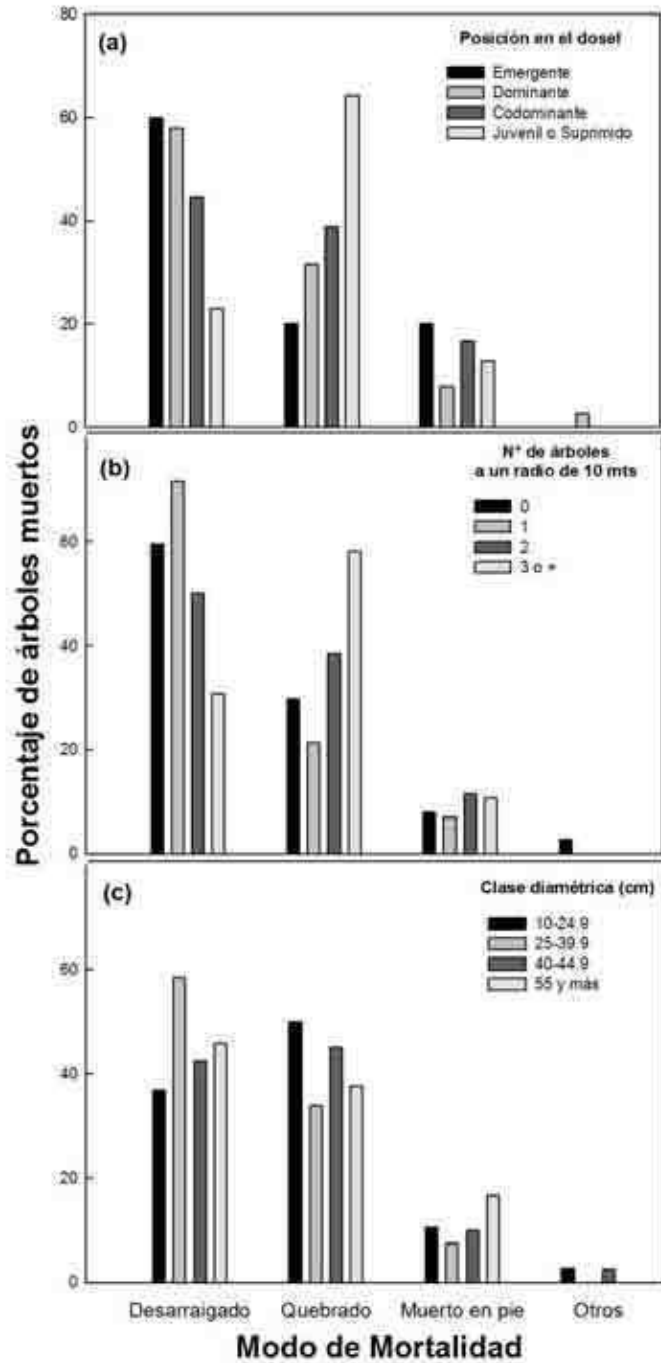 80
(a)
Posición en el dosel
Emergente
Dominante
Codominante
Juvenil o Suprimido
60
40
20
0
Porcentaje de árboles muertos
(b)
N° de árboles
a un radio de 10 mts
0
1
2
3 o +
60
40
20
0
(c)
Clase diamétrica (cm)
10-24.9
25-39.9
40-44.9
55 y más
60
40
20
0
Desarraigado Quebrado Muerto en pie Otros
Modo de Mortalidad